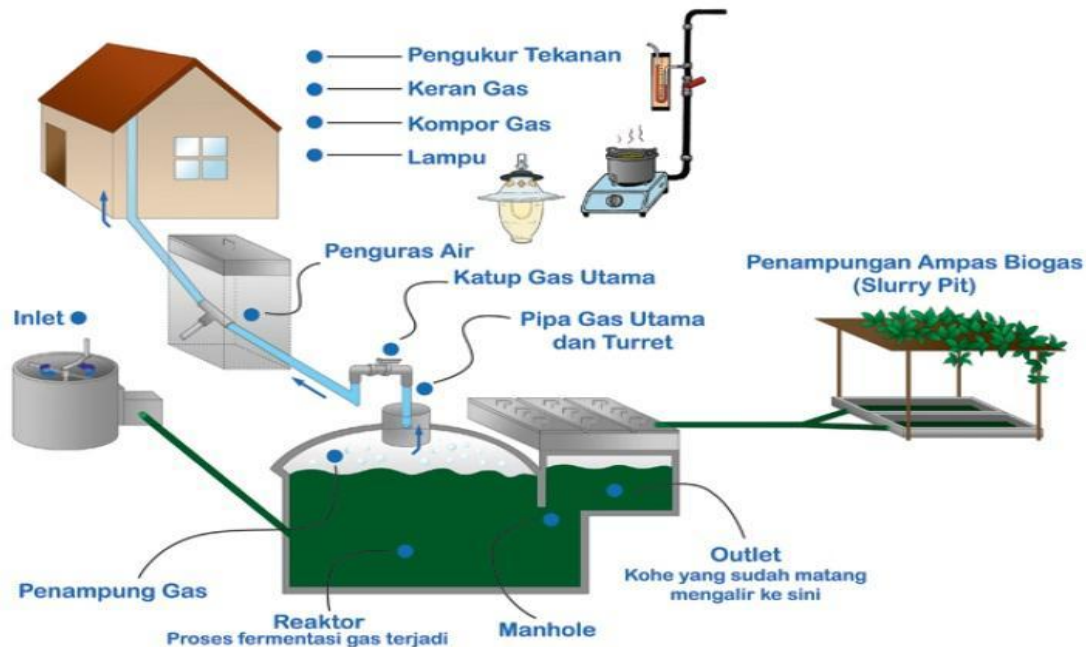 Pengukur Tekanan
Keran Gas
Kompor Gas
Lampu
Penguras Air
Katup Gas Utama
Penampungan Ampas Biogas
(Slurry Pit)
Inlet
Pipa Gas Utama
dan Turret
Penampung Gas
Reaktor
Proses fermentasi gas terjadi
Manhole
Outlet
Kohe yang sudah matang
mengalir ke sini